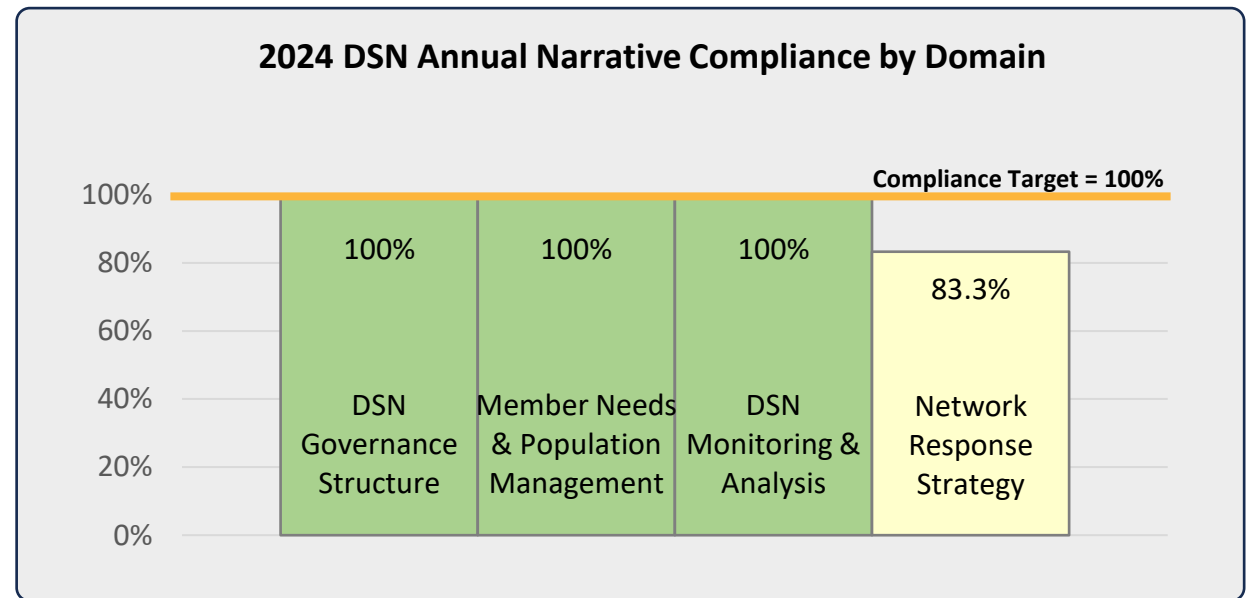 2024 DSN Annual Narrative Compliance by Domain
Compliance Target = 100%
100%
80%
60%
40%
20%
0%
100%
100%
100%
83.3%
DSN
Governance
Structure
Member Needs
& Population
Management
DSN
Monitoring &
Analysis
Network
Response
Strategy